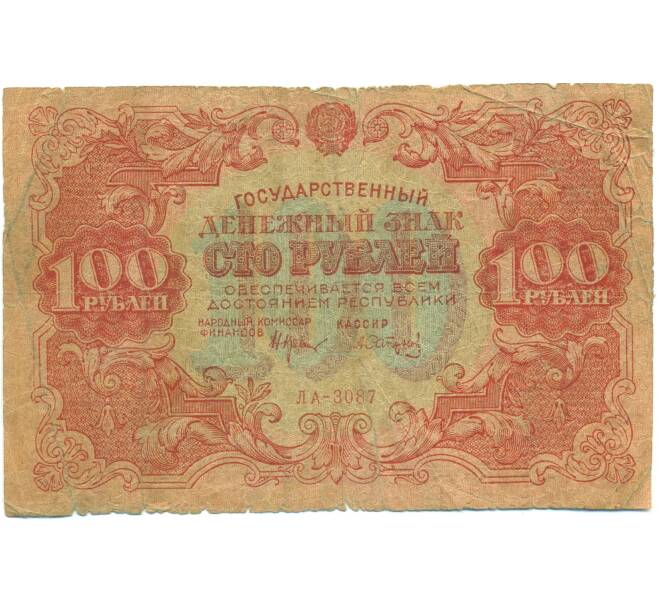 ГОСУДАРСТВЕННЫЙ
ДЕНЕЖНЫЙ ЗНАК
СТО РУБЛЕЙ
100
РУБЛЕЙ
100
100
РУБЛЕЙ
ОБЕСПЕЧИВАЕТСЯ ВСЕМ
ДОСТОЯНИЕМ РЕСПУБЛИКИ
НАРОДНЫЙ КОМИССАР
ФИНАНСОВ
КАССИР
ЛА-3087